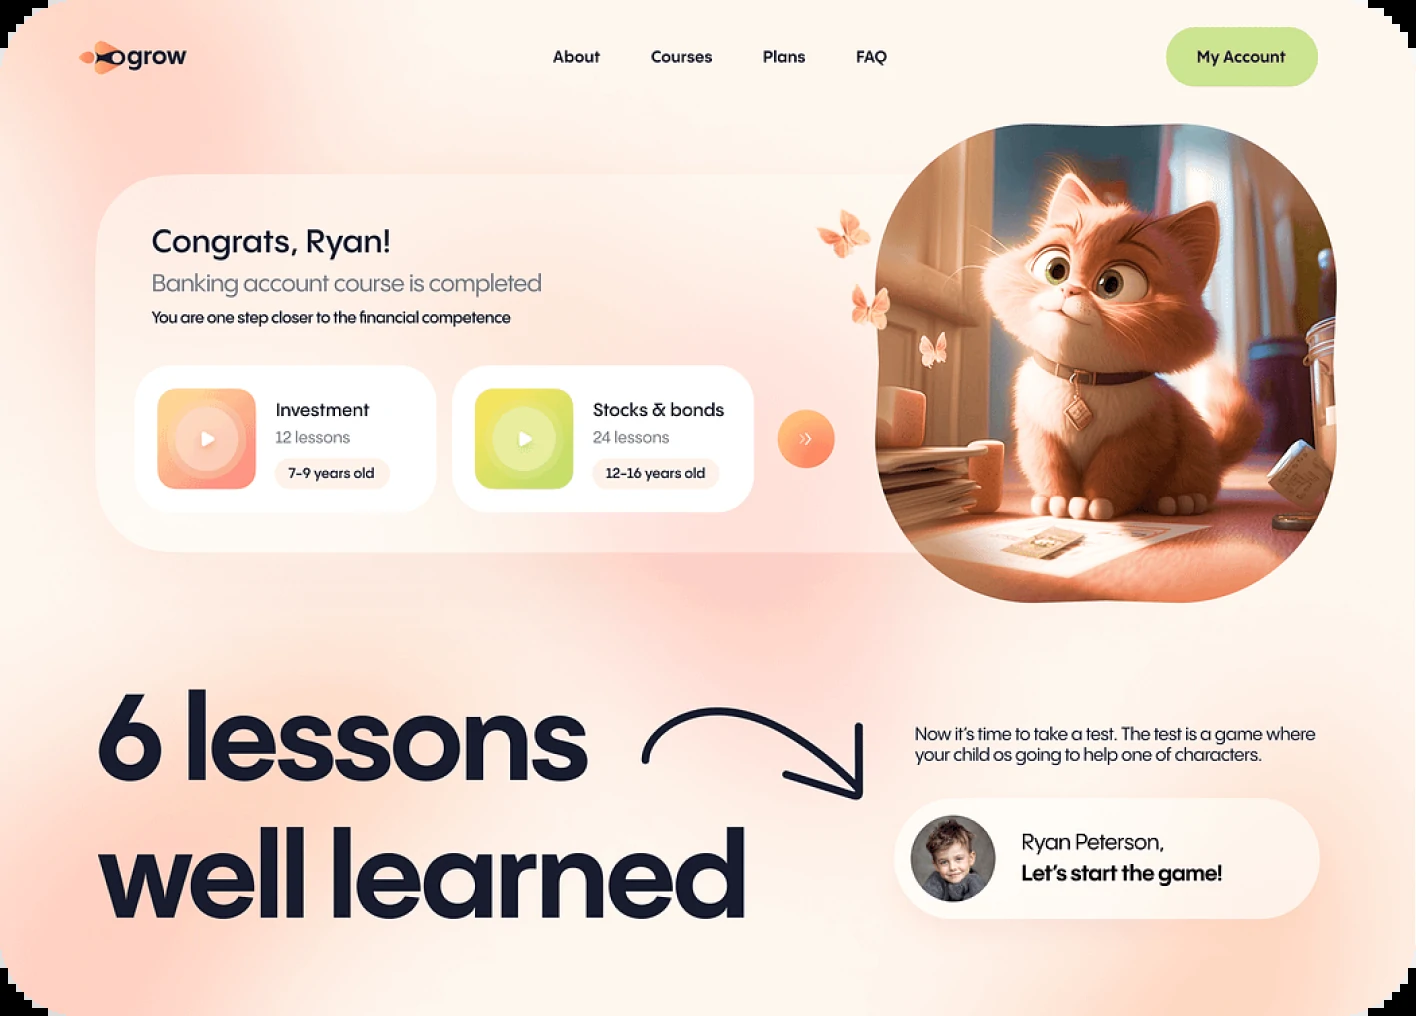 grow
About
Courses
Plans
FAQ
My Account
Congrats, Ryan!
Banking account course is completed
You are one step closer to the financial competence
Investment
12 lessons
7-9 years old
Stocks & bonds
24 lessons
12-16 years old
6 lessons
well learned
Now it's time to take a test. The test is a game where
your child os going to help one of characters.
Ryan Peterson,
Let's start the game!